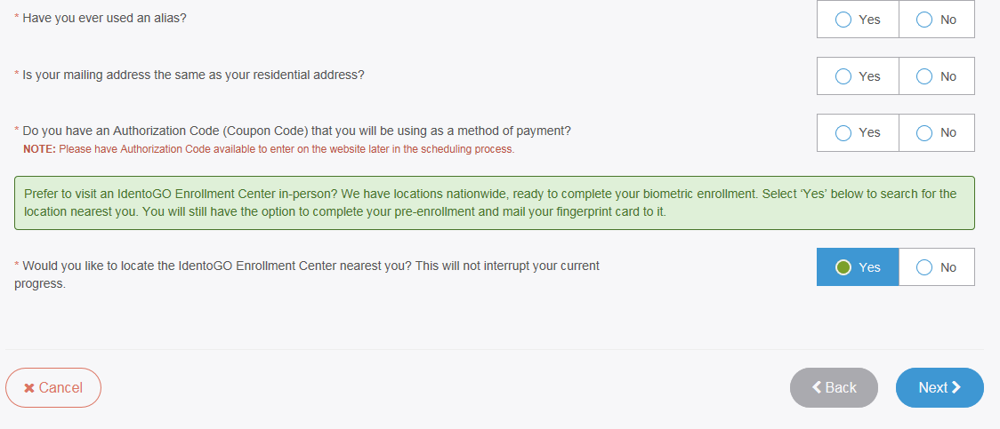 * Have you ever used an alias?
Yes
No
* Is your mailing address the same as your residential address?
Yes
No
* Do you have an Authorization Code (Coupon Code) that you will be using as a method of payment?
NOTE: Please have Authorization Code available to enter on the website later in the scheduling process.
Yes
No
Prefer to visit an IdentoGO Enrollment Center in-person? We have locations nationwide, ready to complete your biometric enrollment. Select ‘Yes’ below to search for the
location nearest you. You will still have the option to complete your pre-enrollment and mail your fingerprint card to it.
* Would you like to locate the IdentoGO Enrollment Center nearest you? This will not interrupt your current
progress.
Yes
No
Cancel
Back
Next